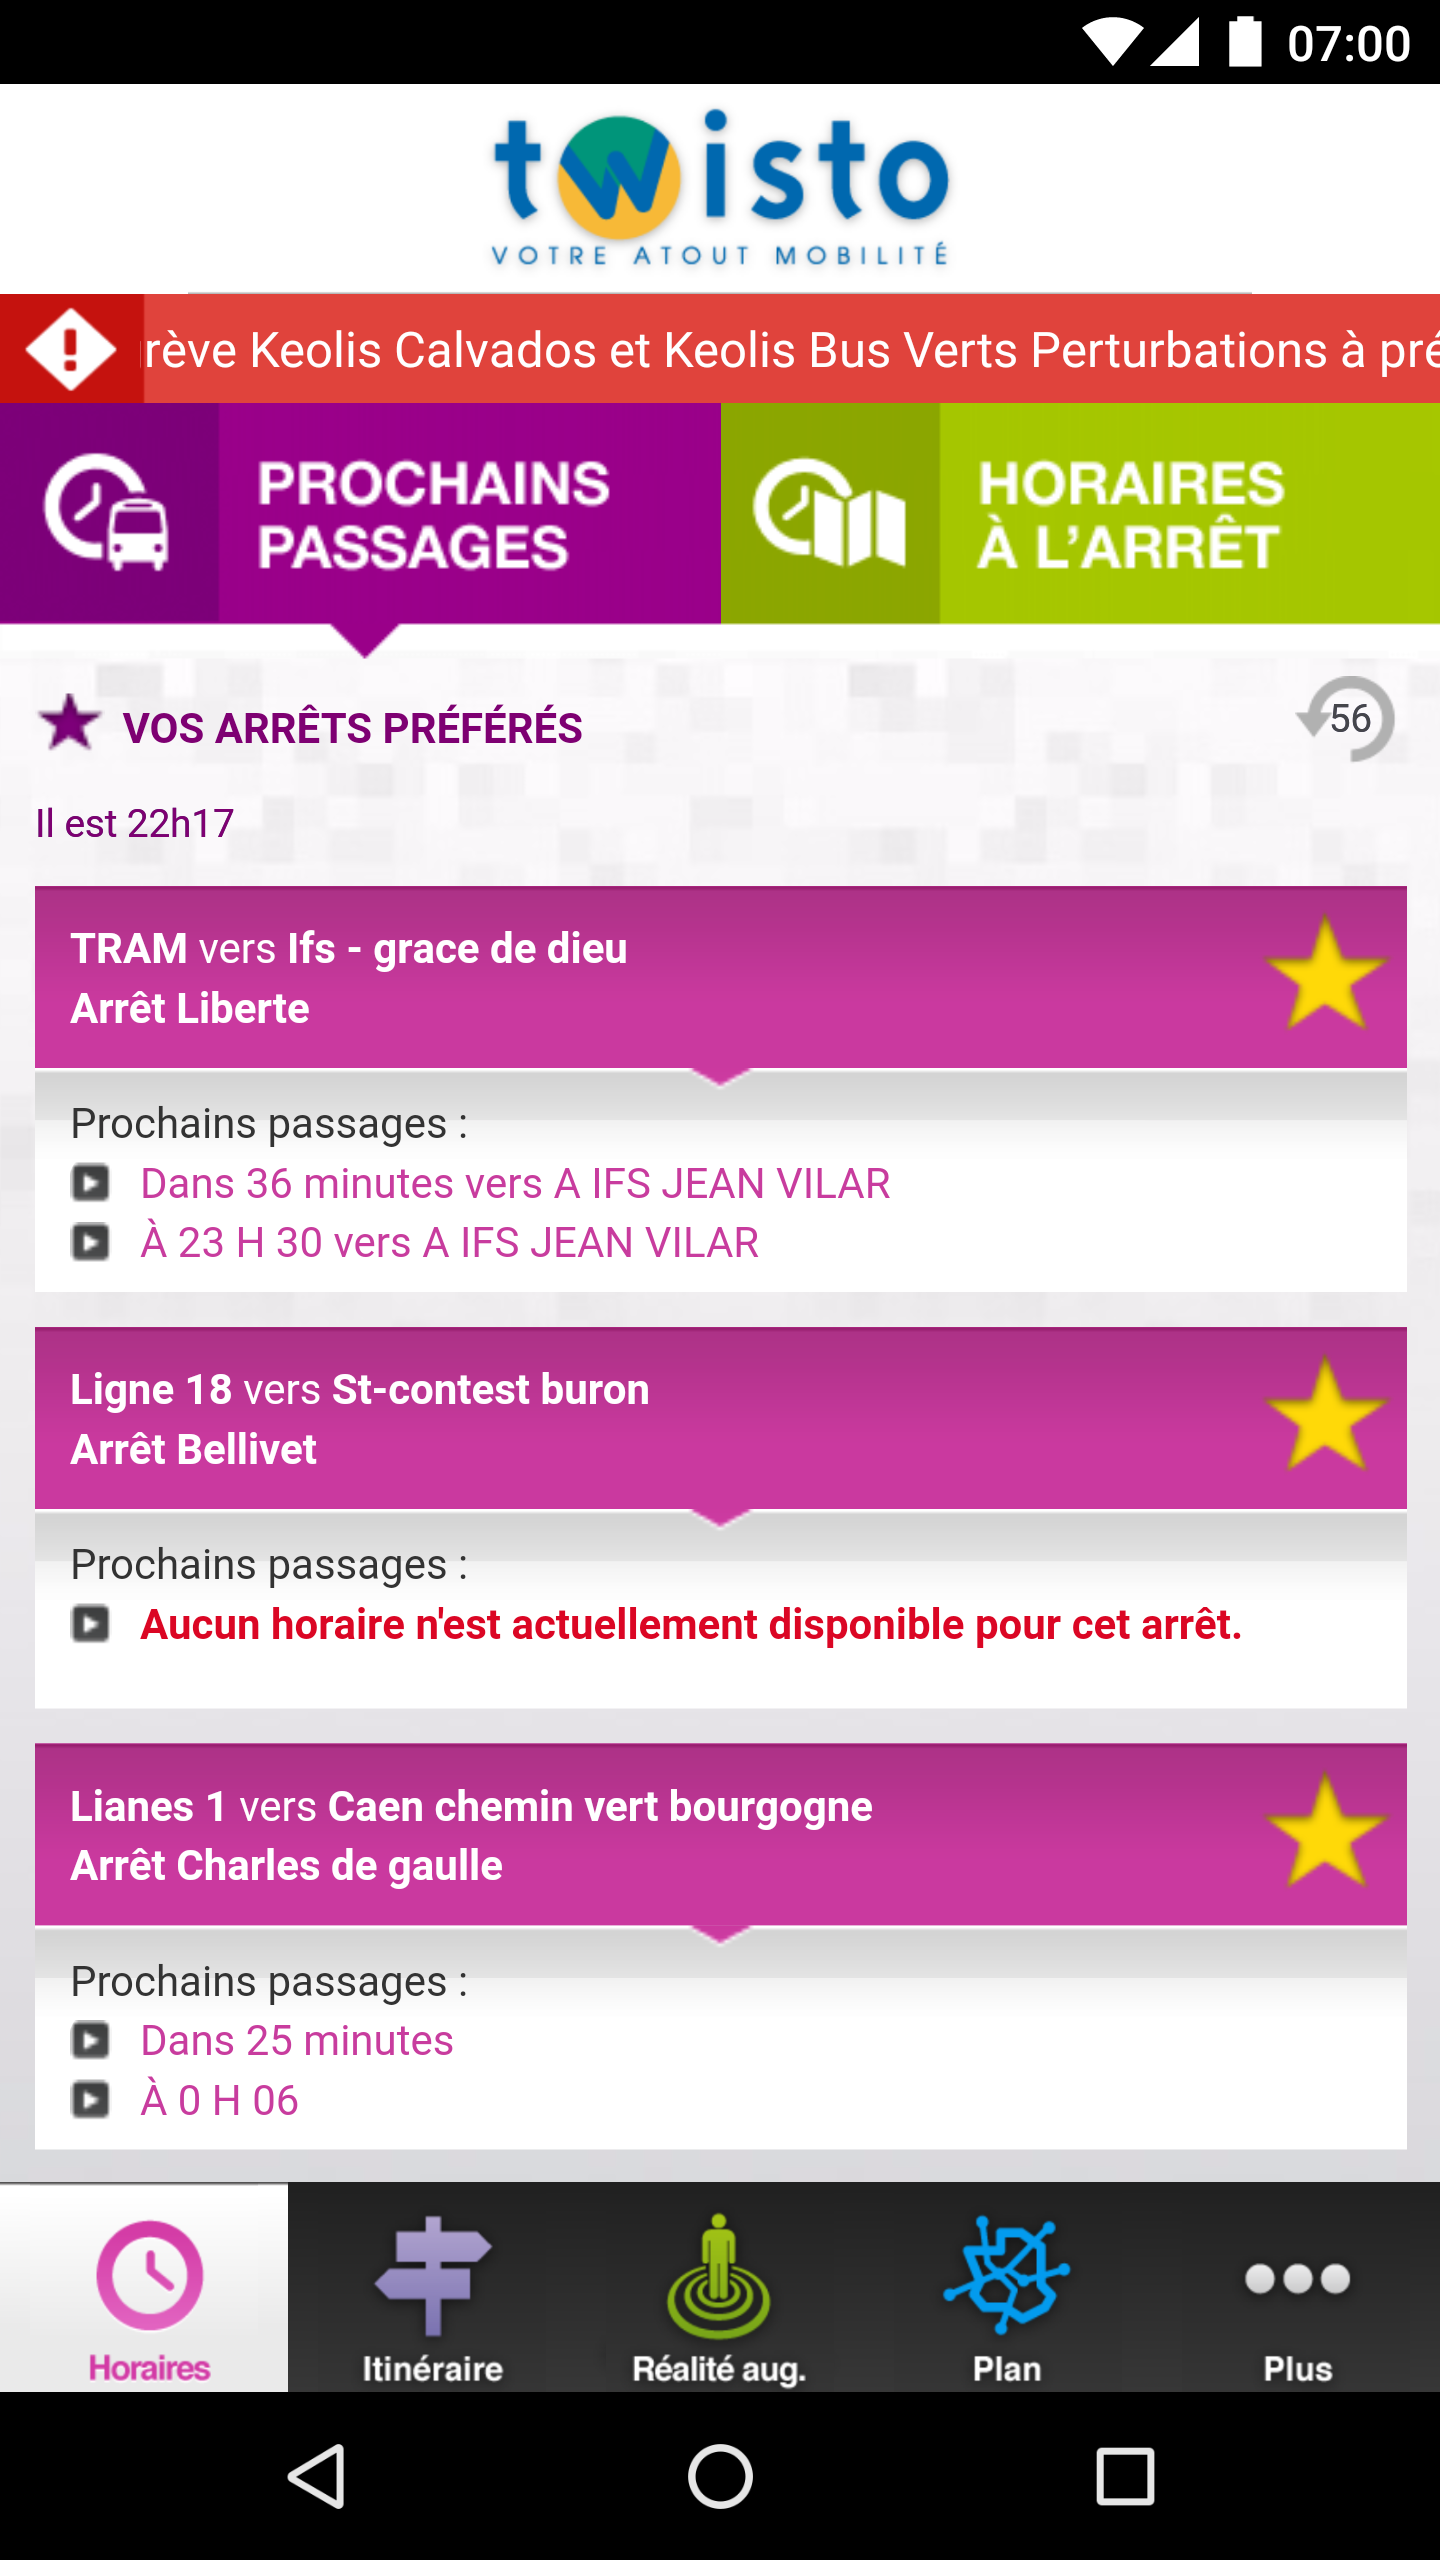 07:00
twisto
VOTRE ATOUT MOBILITÉ
Keolis Calvados et Keolis Bus Verts Perturbations à
PROCHAINS
PASSAGES
HORAIRES
À L'ARRÊT
VOS ARRÊTS PRÉFÉRÉS
56
Il est 22h17
TRAM vers Ifs - grace de dieu
Arrêt Liberte
Prochains passages :
Dans 36 minutes vers A IFS JEAN VILAR
À 23 H 30 vers A IFS JEAN VILAR
Ligne 18 vers St-contest buron
Arrêt Bellivet
Prochains passages :
Aucun horaire n'est actuellement disponible pour cet arrêt.
Lianes 1 vers Caen chemin vert bourgogne
Arrêt Charles de gaulle
Prochains passages :
Dans 25 minutes
À 0 H 06
Horaires
Itinéraire
Réalité aug.
Plan
Plus